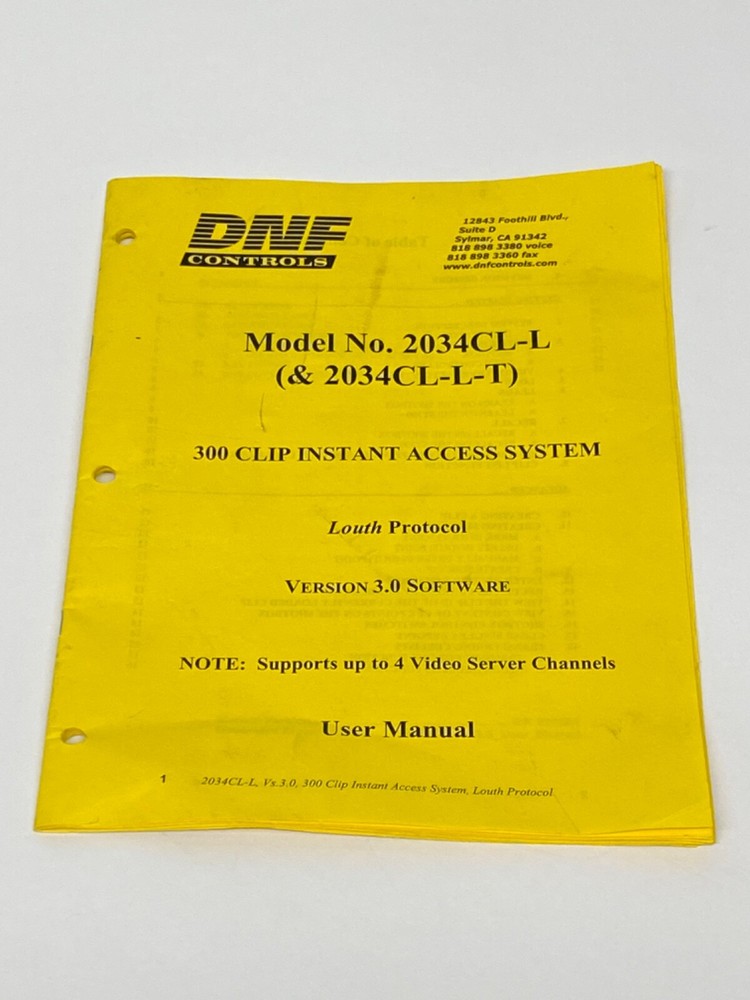 DNF
CONTROLS
12843 Foothill Blvd.,
Suite D
Sylmar, CA 91342
818 898 3380 voice
818 898 3360 fax
www.dnfcontrols.com
Model No. 2034CL-L
(& 2034CL-L-T)
300 CLIP INSTANT ACCESS SYSTEM
Louth Protocol
VERSION 3.0 SOFTWARE
NOTE: Supports up to 4 Video Server Channels
User Manual
1 2034CL-L, Vs.3.0, 300 Clip Instant Access System, Louth Protocol